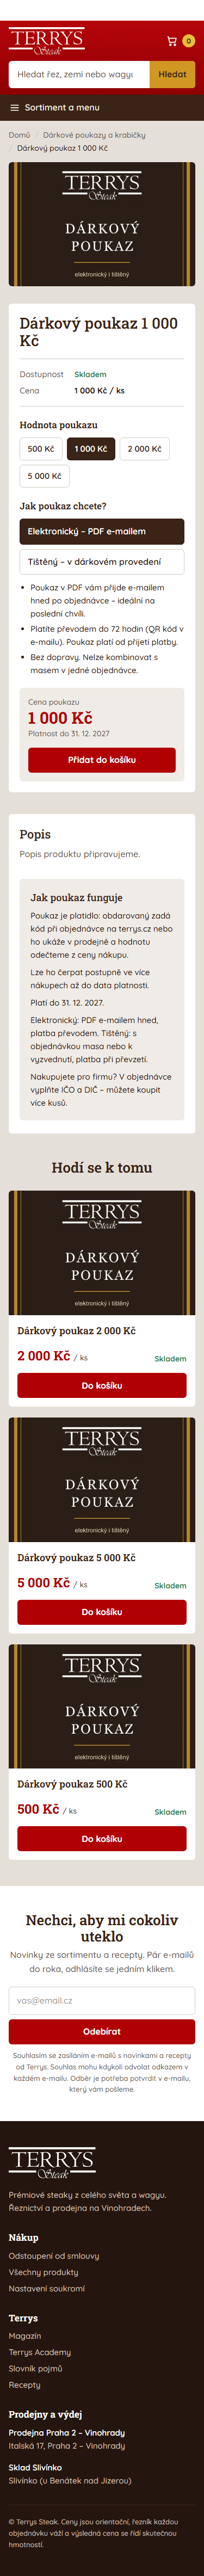 TERRYS
Steak
0
Hledat řez, zemi nebo wagyu
Hledat
Sortiment a menu
Domů / Dárkové poukazy a krabičky
/ Dárkový poukaz 1 000 Kč
TERRYS
Steak
DÁRKOVÝ
POUKAZ
elektronický i tištěný
Dárkový poukaz 1 000
Kč
Dostupnost Skladem
Cena 1 000 Kč / ks
Hodnota poukazu
500 Kč 1 000 Kč 2 000 Kč
5 000 Kč
Jak poukaz chcete?
Elektronický – PDF e-mailem
Tištěný – v dárkovém provedení
• Poukaz v PDF vám přijde e-mailem
hned po objednávce – ideální na
poslední chvíli.
• Platíte převodem do 72 hodin (QR kód v
e-mailu). Poukaz platí od přijetí platby.
• Bez dopravy. Nelze kombinovat s
masem v jedné objednávce.
Cena poukazu
1 000 Kč
Platnost do 31. 12. 2027
Přidat do košíku
Popis
Popis produktu připravujeme.
Jak poukaz funguje
Poukaz je platidlo: obdarovaný zadá
kód při objednávce na terrys.cz nebo
ho ukáže v prodejně a hodnotu
odečteme z ceny nákupu.
Lze ho čerpat postupně ve více
nákupech až do data platnosti.
Platí do 31. 12. 2027.
Elektronický: PDF e-mailem hned,
platba převodem. Tištěný: s
objednávkou masa nebo k
vyzvednutí, platba při převzetí.
Nakupujete pro firmu? V objednávce
vyplňte IČO a DIČ – můžete koupit
více kusů.
Hodí se k tomu
TERRYS
Steak
DÁRKOVÝ
POUKAZ
elektronický i tištěný
Dárkový poukaz 2 000 Kč
2 000 Kč / ks Skladem
Do košíku
TERRYS
Steak
DÁRKOVÝ
POUKAZ
elektronický i tištěný
Dárkový poukaz 5 000 Kč
5 000 Kč / ks Skladem
Do košíku
TERRYS
Steak
DÁRKOVÝ
POUKAZ
elektronický i tištěný
Dárkový poukaz 500 Kč
500 Kč / ks Skladem
Do košíku
Nechci, aby mi cokoliv
uteklo
Novinky ze sortimentu a recepty. Pár e-mailů
do roka, odhlásíte se jedním klikem.
vas@email.cz
Odebírat
Souhlasím se zasíláním e-mailů s novinkami a recepty
od Terrys. Souhlas mohu kdykoli odvolat odkazem v
každém e-mailu. Odběr je potřeba potvrdit v e-mailu,
který vám pošleme.
TERRYS
Steak
Prémiové steaky z celého světa a wagyu.
Řeznictví a prodejna na Vinohradech.
Nákup
Odstoupení od smlouvy
Všechny produkty
Nastavení soukromí
Terrys
Magazín
Terrys Academy
Slovník pojmů
Recepty
Prodejny a výdej
Prodejna Praha 2 – Vinohrady
Italská 17, Praha 2 – Vinohrady
Sklad Slivínko
Slivínko (u Benátek nad Jizerou)
© Terrys Steak. Ceny jsou orientační, řezník každou
objednávku váží a výsledná cena se řídí skutečnou
hmotností.